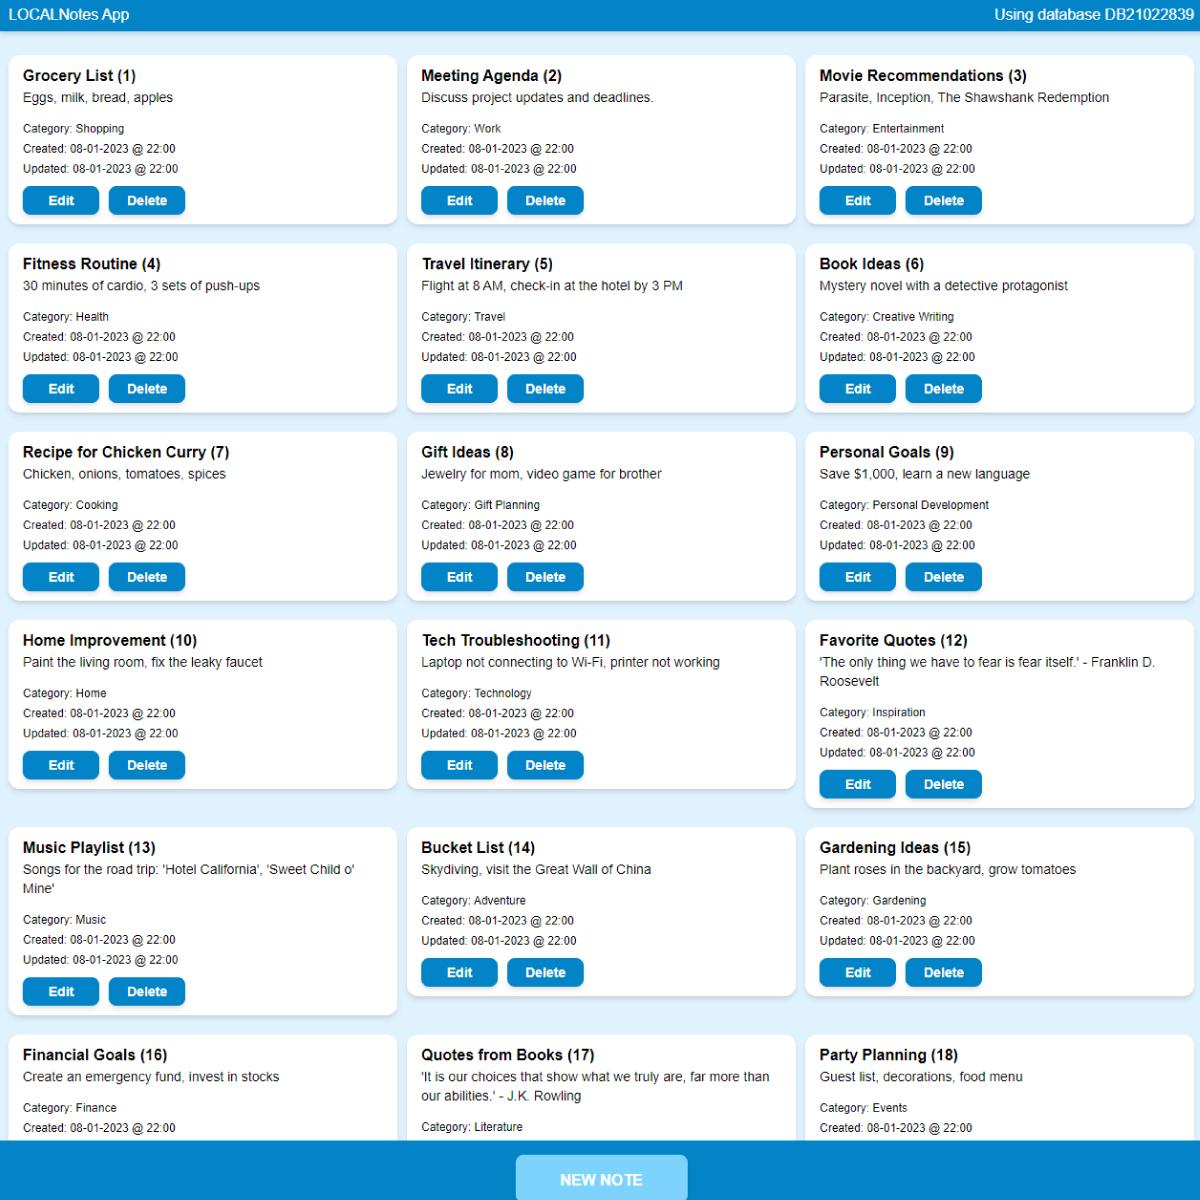 LOCALNotes App
Using database DB21022839
Grocery List (1)
Eggs, milk, bread, apples
Category: Shopping
Created: 08-01-2023 @ 22:00
Updated: 08-01-2023 @ 22:00
Edit
Delete
Meeting Agenda (2)
Discuss project updates and deadlines.
Category: Work
Created: 08-01-2023 @ 22:00
Updated: 08-01-2023 @ 22:00
Edit
Delete
Movie Recommendations (3)
Parasite, Inception, The Shawshank Redemption
Category: Entertainment
Created: 08-01-2023 @ 22:00
Updated: 08-01-2023 @ 22:00
Edit
Delete
Fitness Routine (4)
30 minutes of cardio, 3 sets of push-ups
Category: Health
Created: 08-01-2023 @ 22:00
Updated: 08-01-2023 @ 22:00
Edit
Delete
Travel Itinerary (5)
Flight at 8 AM, check-in at the hotel by 3 PM
Category: Travel
Created: 08-01-2023 @ 22:00
Updated: 08-01-2023 @ 22:00
Edit
Delete
Book Ideas (6)
Mystery novel with a detective protagonist
Category: Creative Writing
Created: 08-01-2023 @ 22:00
Updated: 08-01-2023 @ 22:00
Edit
Delete
Recipe for Chicken Curry (7)
Chicken, onions, tomatoes, spices
Category: Cooking
Created: 08-01-2023 @ 22:00
Updated: 08-01-2023 @ 22:00
Edit
Delete
Gift Ideas (8)
Jewelry for mom, video game for brother
Category: Gift Planning
Created: 08-01-2023 @ 22:00
Updated: 08-01-2023 @ 22:00
Edit
Delete
Personal Goals (9)
Save $1,000, learn a new language
Category: Personal Development
Created: 08-01-2023 @ 22:00
Updated: 08-01-2023 @ 22:00
Edit
Delete
Home Improvement (10)
Paint the living room, fix the leaky faucet
Category: Home
Created: 08-01-2023 @ 22:00
Updated: 08-01-2023 @ 22:00
Edit
Delete
Tech Troubleshooting (11)
Laptop not connecting to Wi-Fi, printer not working
Category: Technology
Created: 08-01-2023 @ 22:00
Updated: 08-01-2023 @ 22:00
Edit
Delete
Favorite Quotes (12)
'The only thing we have to fear is fear itself.' - Franklin D.
Roosevelt
Category: Inspiration
Created: 08-01-2023 @ 22:00
Updated: 08-01-2023 @ 22:00
Edit
Delete
Music Playlist (13)
Songs for the road trip: 'Hotel California', 'Sweet Child o'
Mine'
Category: Music
Created: 08-01-2023 @ 22:00
Updated: 08-01-2023 @ 22:00
Edit
Delete
Bucket List (14)
Skydiving, visit the Great Wall of China
Category: Adventure
Created: 08-01-2023 @ 22:00
Updated: 08-01-2023 @ 22:00
Edit
Delete
Gardening Ideas (15)
Plant roses in the backyard, grow tomatoes
Category: Gardening
Created: 08-01-2023 @ 22:00
Updated: 08-01-2023 @ 22:00
Edit
Delete
Financial Goals (16)
Create an emergency fund, invest in stocks
Category: Finance
Created: 08-01-2023 @ 22:00
Quotes from Books (17)
'It is our choices that show what we truly are, far more than
our abilities.' - J.K. Rowling
Category: Literature
Party Planning (18)
Guest list, decorations, food menu
Category: Events
Created: 08-01-2023 @ 22:00
NEW NOTE